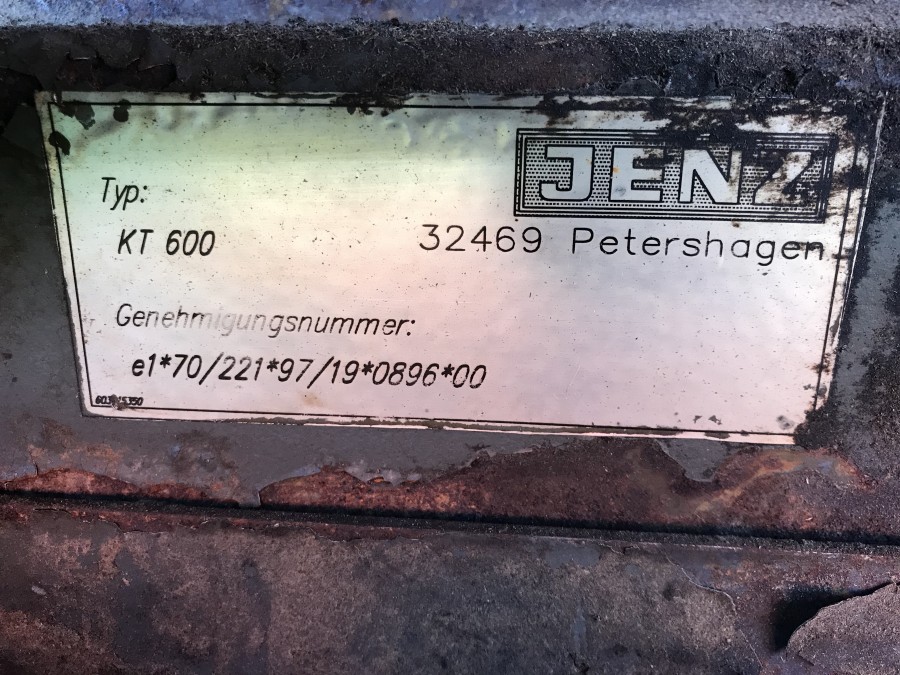 JENZ
Typ:
KT 600
32469 Petershagen
Genehmigungsnummer:
e1*70/221*97/19*0896*00